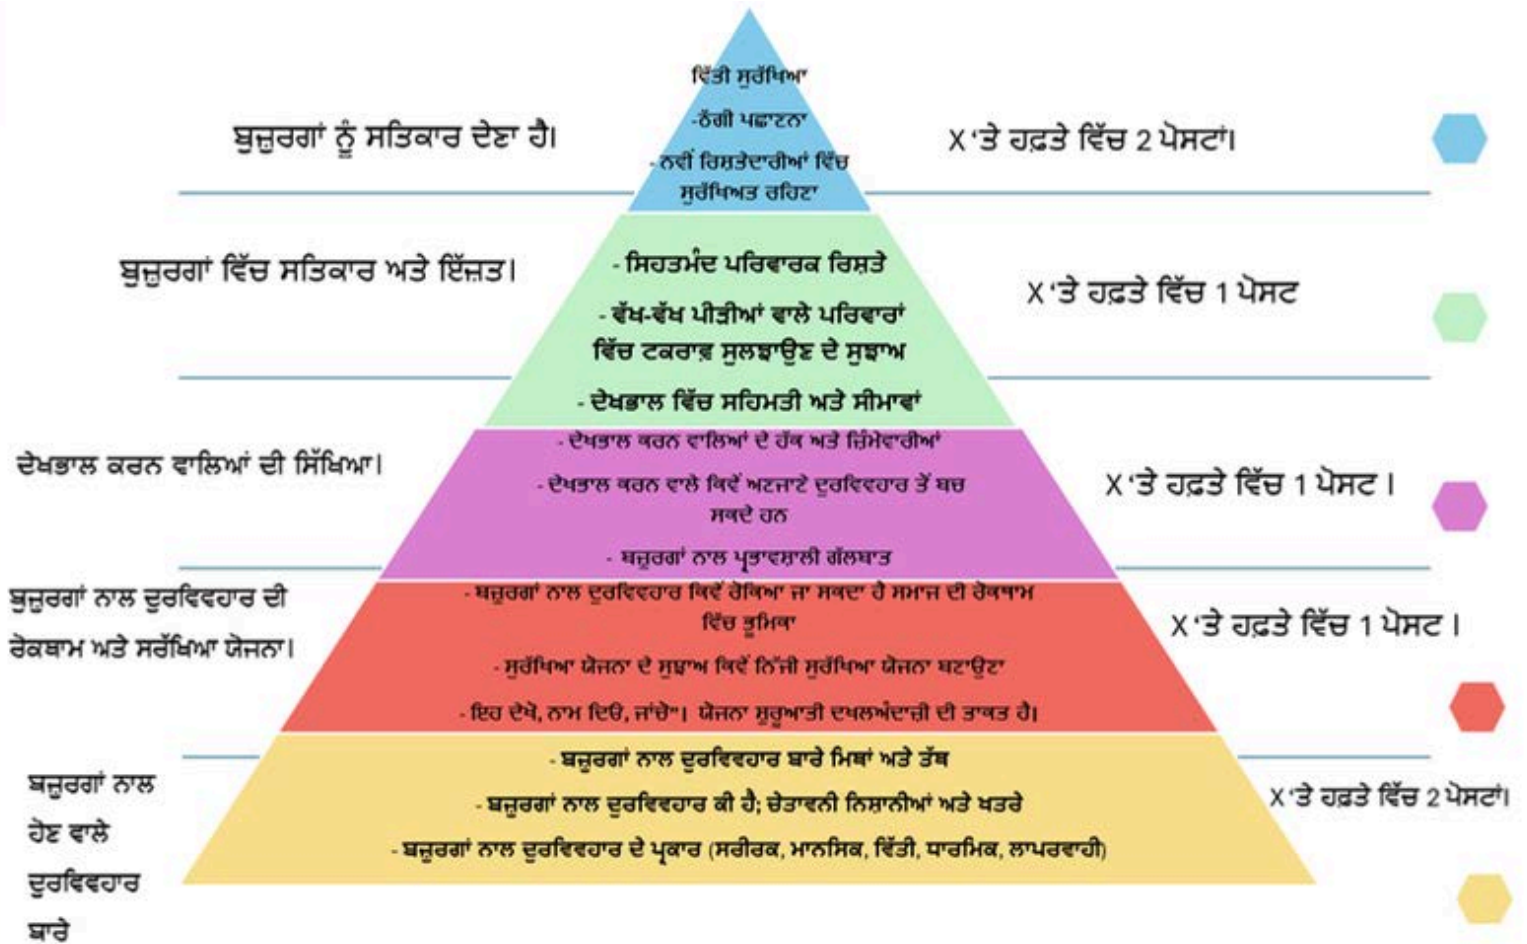 ਵਿੱਤੀ ਸੁਰੱਖਿਆ
-ਠੱਗੀ ਪਛਾਣਨਾ
- ਨਵੀਂ ਰਿਸ਼ਤੇਦਾਰੀਆਂ ਵਿੱਚ
ਸੁਰੱਖਿਅਤ ਰਹਿਣਾ
ਬੁਜ਼ੁਰਗਾਂ ਨੂੰ ਸਤਿਕਾਰ ਦੇਣਾ ਹੈ।
X 'ਤੇ ਹਫ਼ਤੇ ਵਿੱਚ 2 ਪੋਸਟਾਂ।
ਬੁਜ਼ੁਰਗਾਂ ਵਿੱਚ ਸਤਿਕਾਰ ਅਤੇ ਇੱਜ਼ਤ।
- ਸਿਹਤਮੰਦ ਪਰਿਵਾਰਕ ਰਿਸ਼ਤੇ
- ਵੱਖ-ਵੱਖ ਪੀੜੀਆਂ ਵਾਲੇ ਪਰਿਵਾਰਾਂ
ਵਿੱਚ ਟਕਰਾਵ਼ ਸੁਲਝਾਉਣ ਦੇ ਸੁਝਾਅ
- ਦੇਖਭਾਲ ਵਿੱਚ ਸਹਿਮਤੀ ਅਤੇ ਸੀਮਾਵਾਂ
X 'ਤੇ ਹਫ਼ਤੇ ਵਿੱਚ 1 ਪੋਸਟ
ਦੇਖਭਾਲ ਕਰਨ ਵਾਲਿਆਂ ਦੀ ਸਿੱਖਿਆ।
- ਦੇਖਭਾਲ ਕਰਨ ਵਾਲਿਆਂ ਦੇ ਹੱਕ ਅਤੇ ਜ਼ਿੰਮੇਵਾਰੀਆਂ
- ਦੇਖਭਾਲ ਕਰਨ ਵਾਲੇ ਕਿਵੇਂ ਅਣਜਾਣੇ ਦੁਰਵਿਵਹਾਰ ਤੋਂ ਬਚ
ਸਕਦੇ ਹਨ
- ਬਜ਼ੁਰਗਾਂ ਨਾਲ ਪ੍ਰਭਾਵਸ਼ਾਲੀ ਗੱਲਬਾਤ
X 'ਤੇ ਹਫ਼ਤੇ ਵਿੱਚ 1 ਪੋਸਟ ।
ਬੁਜ਼ੁਰਗਾਂ ਨਾਲ ਦੁਰਵਿਵਹਾਰ ਦੀ
ਰੋਕਥਾਮ ਅਤੇ ਸਰੱਖਿਆ ਯੋਜਨਾ।
- ਬਜ਼ੁਰਗਾਂ ਨਾਲ ਦੁਰਵਿਵਹਾਰ ਕਿਵੇਂ ਰੋਕਿਆ ਜਾ ਸਕਦਾ ਹੈ ਸਮਾਜ ਦੀ ਰੋਕਥਾਮ
ਵਿੱਚ ਭੂਮਿਕਾ
- ਸੁਰੱਖਿਆ ਯੋਜਨਾ ਦੇ ਸੁਝਾਅ ਕਿਵੇਂ ਨਿੱਜੀ ਸੁਰੱਖਿਆ ਯੋਜਨਾ ਬਣਾਉਣਾ
- ਇਹ ਦੇਖੋ, ਨਾਮ ਦਿਓ, ਜਾਂਚੋ"। ਯੋਜਨਾ ਸ਼ੁਰੂਆਤੀ ਦਖਲਅੰਦਾਜ਼ੀ ਦੀ ਤਾਕਤ ਹੈ।
X 'ਤੇ ਹਫ਼ਤੇ ਵਿੱਚ 1 ਪੋਸਟ ।
ਬਜ਼ੁਰਗਾਂ ਨਾਲ
ਹੋਣ ਵਾਲੇ
ਦੁਰਵਿਵਹਾਰ
ਬਾਰੇ
- ਬਜ਼ੁਰਗਾਂ ਨਾਲ ਦੁਰਵਿਵਹਾਰ ਬਾਰੇ ਮਿਥਾਂ ਅਤੇ ਤੱਥ
- ਬਜ਼ੁਰਗਾਂ ਨਾਲ ਦੁਰਵਿਵਹਾਰ ਕੀ ਹੈ; ਚੇਤਾਵਨੀ ਨਿਸ਼ਾਨੀਆਂ ਅਤੇ ਖਤਰੇ
- ਬਜ਼ੁਰਗਾਂ ਨਾਲ ਦੁਰਵਿਵਹਾਰ ਦੇ ਪ੍ਰਕਾਰ (ਸਰੀਰਕ, ਮਾਨਸਿਕ, ਵਿੱਤੀ, ਧਾਰਮਿਕ, ਲਾਪਰਵਾਹੀ)
X 'ਤੇ ਹਫ਼ਤੇ ਵਿੱਚ 2 ਪੋਸਟਾਂ।